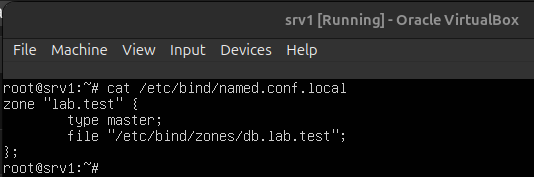 srv1 [Running] - Oracle VirtualBox
File Machine View Input Devices Help
root@srv1:~# cat /etc/bind/named.conf.local
zone "lab.test" {
        type master;
        file "/etc/bind/zones/db.lab.test";
};
root@srv1:~#